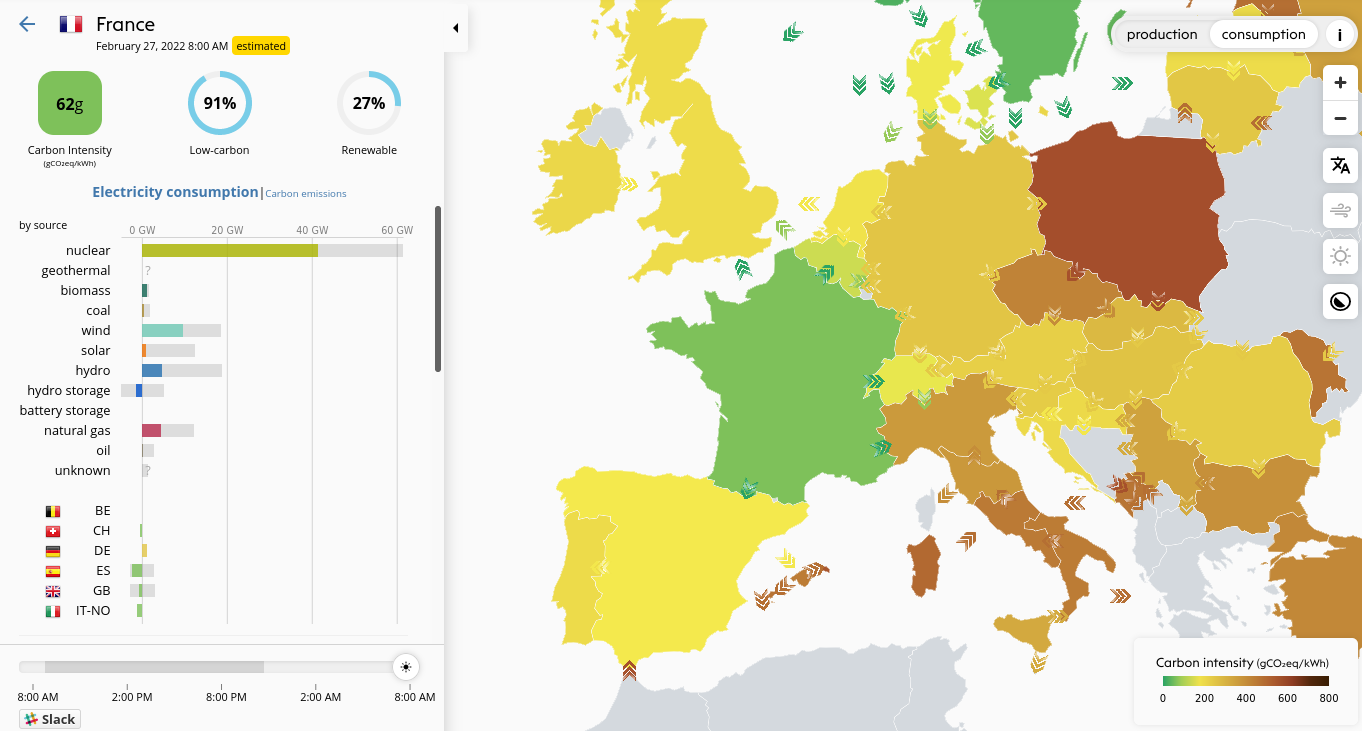 France
February 27, 2022 8:00 AM estimated
62g
91%
27%
Carbon Intensity
(gCO2eq/kWh)
Low-carbon
Renewable
Electricity consumption|Carbon emissions
by source
0 GW 20 GW 40 GW 60 GW
nuclear
geothermal ?
biomass
coal
wind
solar
hydro
hydro storage
battery storage
natural gas
oil
unknown ?
BE
CH
DE
ES
GB
IT-NO
8:00 AM 2:00 PM 8:00 PM 2:00 AM 8:00 AM
Slack
production consumption i
+
−
文A
Carbon intensity (gCO₂eq/kWh)
0 200 400 600 800